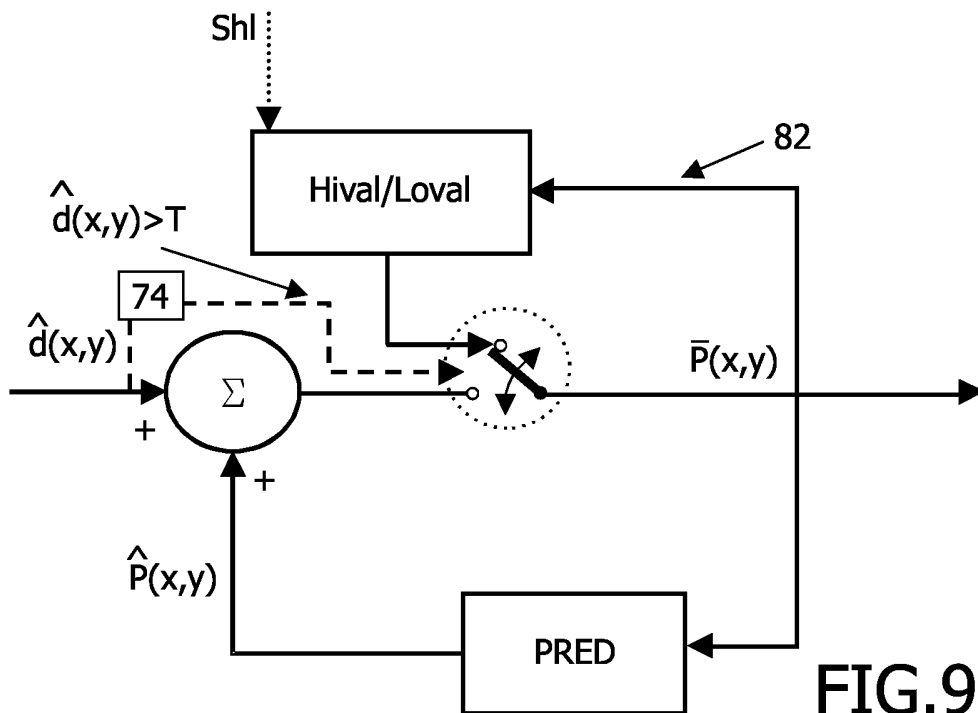 Shl
82
Hival/Loval
d̂(x,y)>T
74
d̂(x,y)
P̄(x,y)
Σ
+
+
P̂(x,y)
PRED
FIG.9